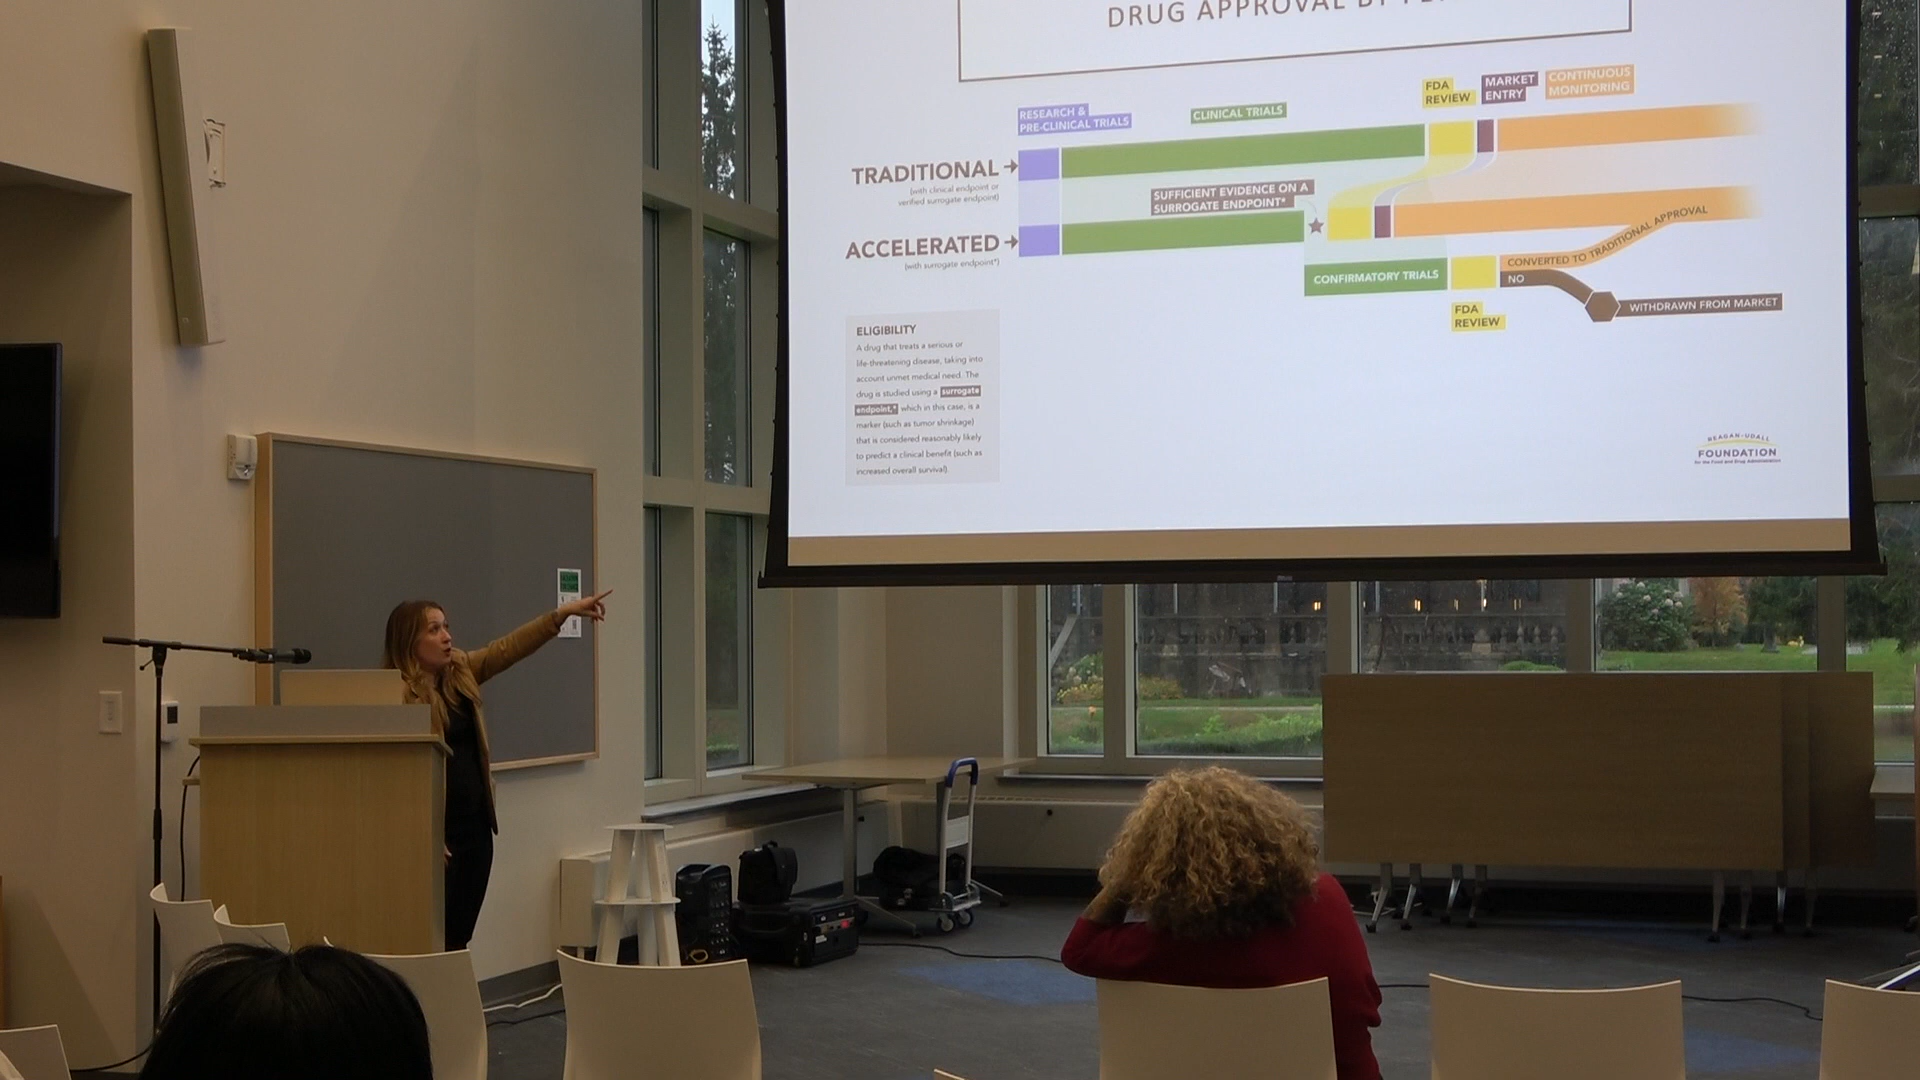 DRUG APPROVAL BY
RESEARCH &
PRE-CLINICAL TRIALS
CLINICAL TRIALS
FDA
REVIEW
MARKET
ENTRY
CONTINUOUS
MONITORING
TRADITIONAL
(with clinical endpoint or
verified surrogate endpoint)
SUFFICIENT EVIDENCE ON A
SURROGATE ENDPOINT*
ACCELERATED
(with surrogate endpoint*)
CONFIRMATORY TRIALS
CONVERTED TO TRADITIONAL APPROVAL
NO
WITHDRAWN FROM MARKET
FDA
REVIEW
ELIGIBILITY
A drug that treats a serious or
life-threatening disease, taking into
account unmet medical need. The
drug is studied using a surrogate
endpoint,* which in this case, is a
marker (such as tumor shrinkage)
that is considered reasonably likely
to predict a clinical benefit (such as
increased overall survival).
REAGAN-UDALL
FOUNDATION
for the Food and Drug Administration